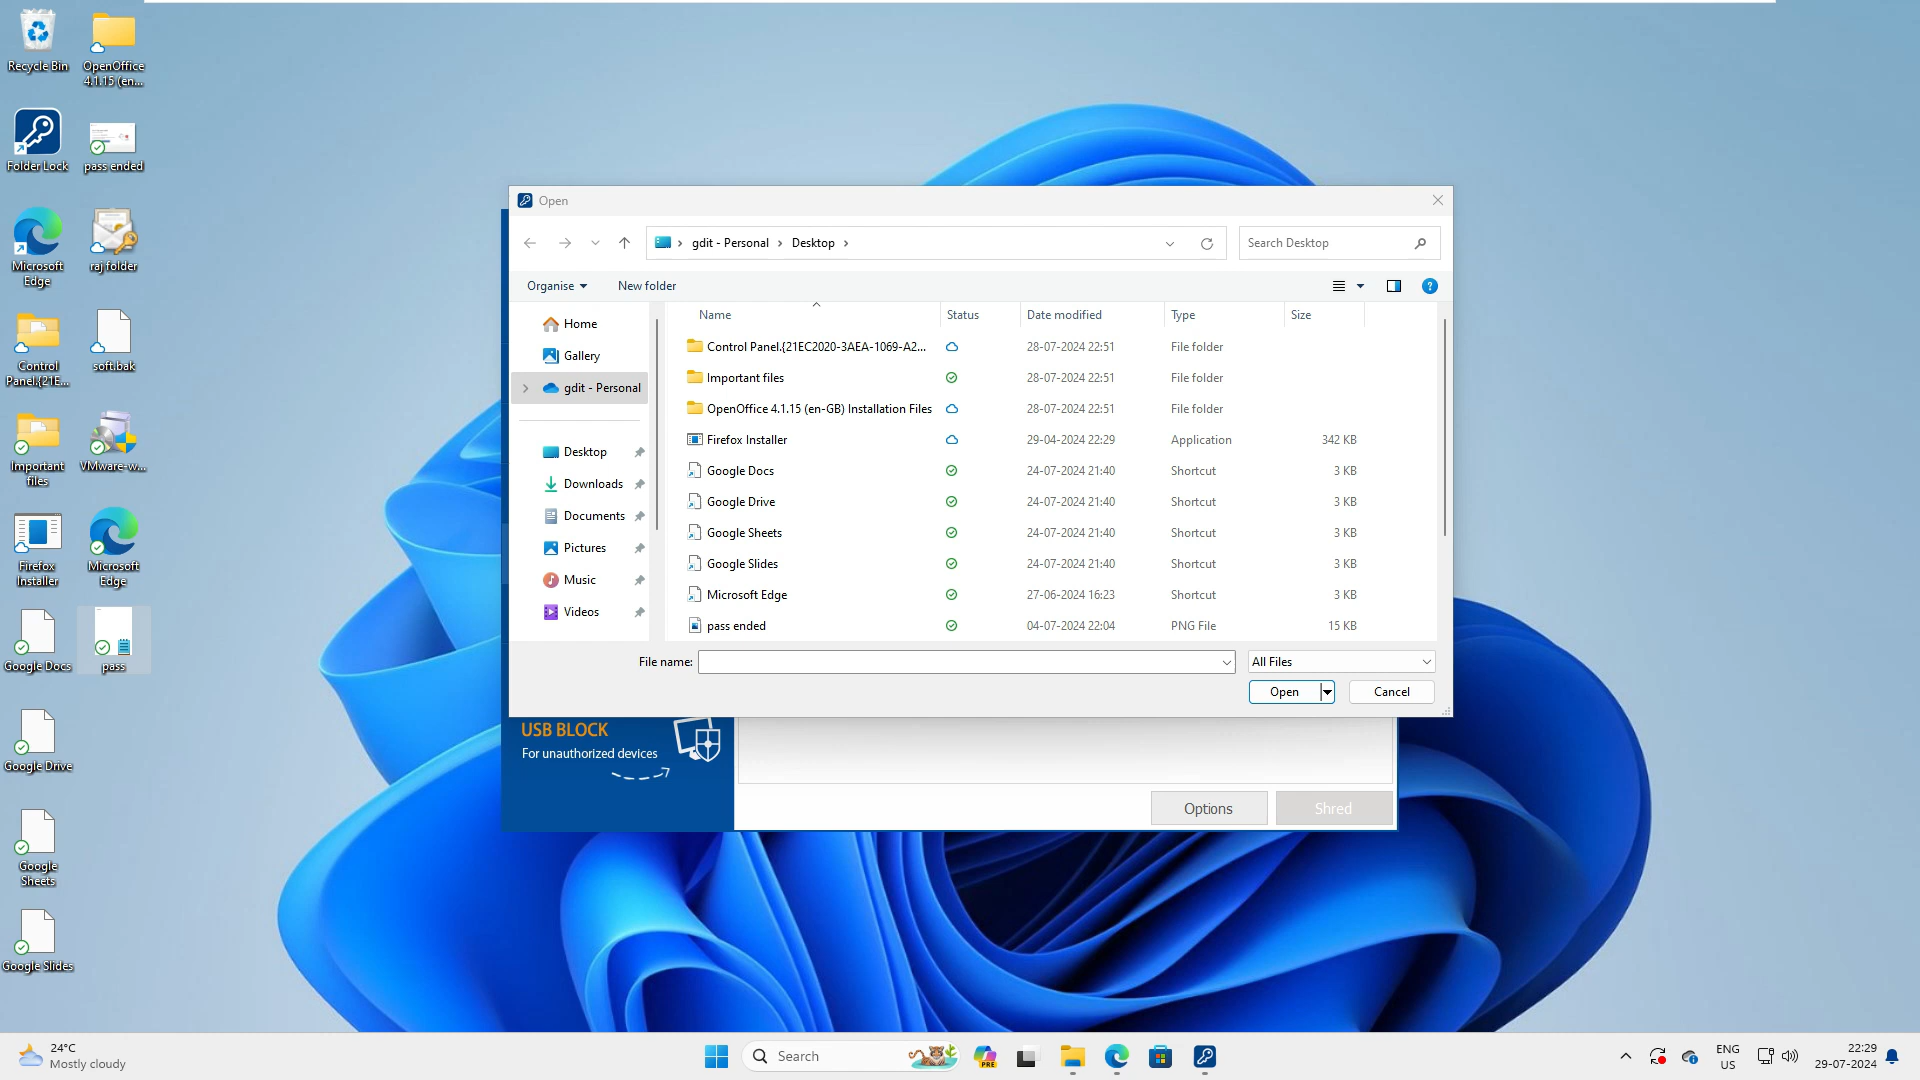 Recycle Bin
OpenOffice
4.1.15 (en...
Folder Lock
pass ended
Microsoft
Edge
raj folder
Control
Panel.{21E...
soft.bak
Important
files
VMware-w...
Firefox
Installer
Microsoft
Edge
Google Docs
pass
Google Drive
Google
Sheets
Google Slides
Open
gdit - Personal
Desktop
Search Desktop
Organise
New folder
Home
Gallery
gdit - Personal
Desktop
Downloads
Documents
Pictures
Music
Videos
Name Status Date modified Type Size
Control Panel.{21EC2020-3AEA-1069-A2... 28-07-2024 22:51 File folder
Important files 28-07-2024 22:51 File folder
OpenOffice 4.1.15 (en-GB) Installation Files 28-07-2024 22:51 File folder
Firefox Installer 29-04-2024 22:29 Application 342 KB
Google Docs 24-07-2024 21:40 Shortcut 3 KB
Google Drive 24-07-2024 21:40 Shortcut 3 KB
Google Sheets 24-07-2024 21:40 Shortcut 3 KB
Google Slides 24-07-2024 21:40 Shortcut 3 KB
Microsoft Edge 27-06-2024 16:23 Shortcut 3 KB
pass ended 04-07-2024 22:04 PNG File 15 KB
File name:
All Files
Open
Cancel
USB BLOCK
For unauthorized devices
Options
Shred
24°C
Mostly cloudy
Search
PRE
ENG
US
22:29
29-07-2024